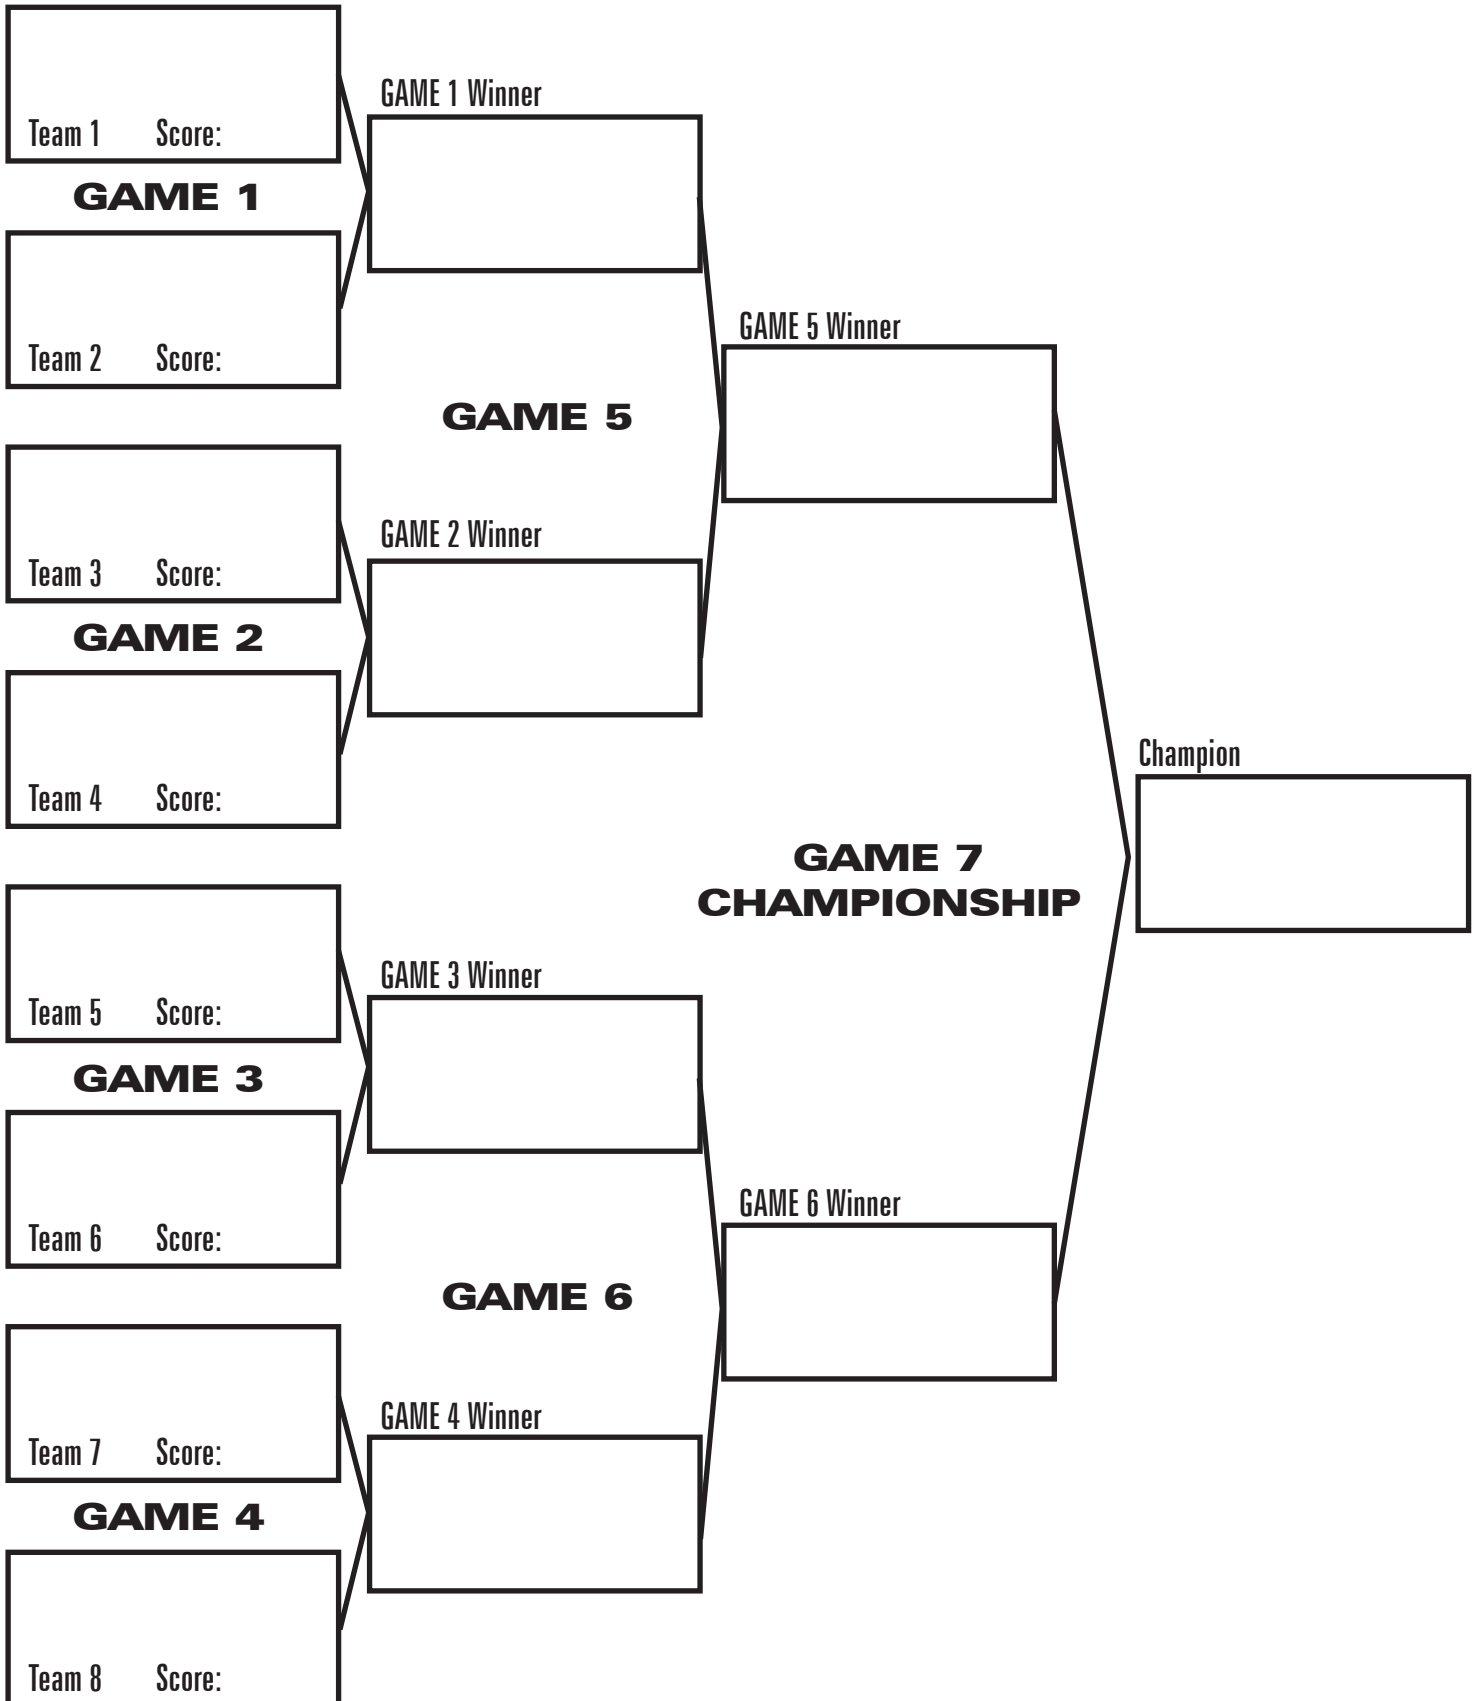 Team 1 Score:
GAME 1
Team 2 Score:
GAME 1 Winner
Team 3 Score:
GAME 2
Team 4 Score:
GAME 2 Winner
GAME 5
GAME 5 Winner
Team 5 Score:
GAME 3
Team 6 Score:
GAME 3 Winner
Team 7 Score:
GAME 4
Team 8 Score:
GAME 4 Winner
GAME 6
GAME 6 Winner
GAME 7
CHAMPIONSHIP
Champion